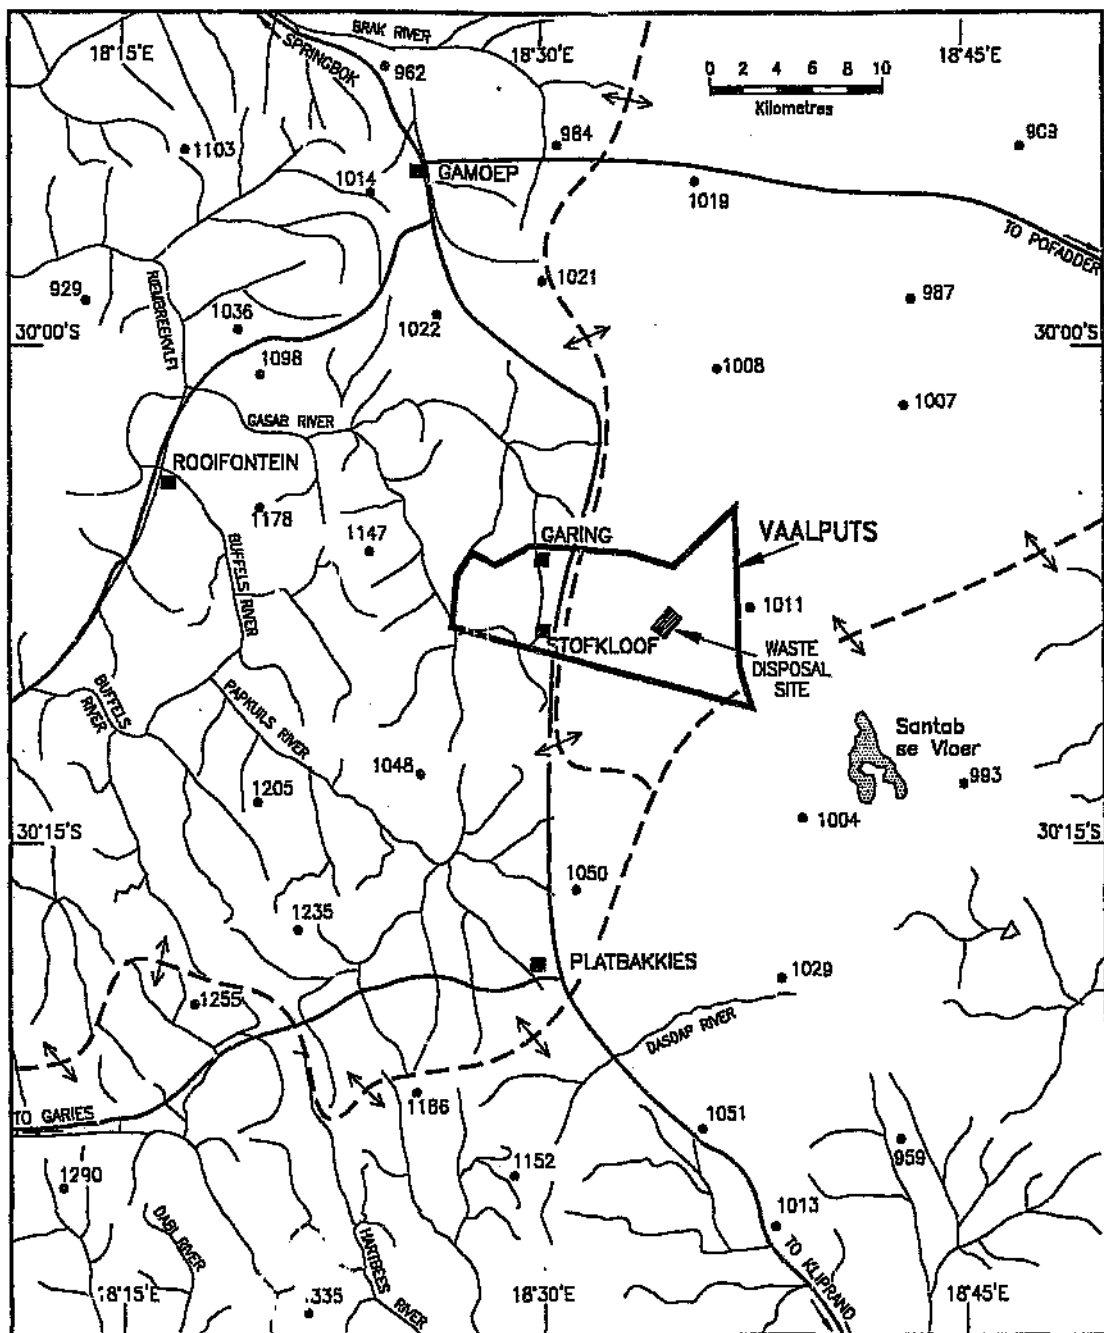 18°15'E
SPRINGBOK
BRAK RIVER
18°30'E
18°45'E
962
0 2 4 6 8 10
Kilometres
1103
984
903
1014
GAMOEP
1019
TO POFADDER
929
RIEMBREEKVLEI
1036
1021
987
30°00'S
1022
30°00'S
1098
1008
1007
GASAB RIVER
ROOIFONTEIN
1178
1147
GARING
VAALPUTS
BUFFELS RIVER
1011
STOFKLOOF
WASTE
DISPOSAL
SITE
BUFFELS
RIVER
PAPKUILS RIVER
Santab
se Vloer
1048
993
1205
1004
30°15'S
30°15'S
1050
1235
PLATBAKKIES
1029
1255
DASDAP RIVER
TO GARIES
1166
1051
959
1290
1152
1013
DABI RIVER
HARTBEES
RIVER
TO KLIPRAND
18°15'E
335
18°30'E
18°45'E